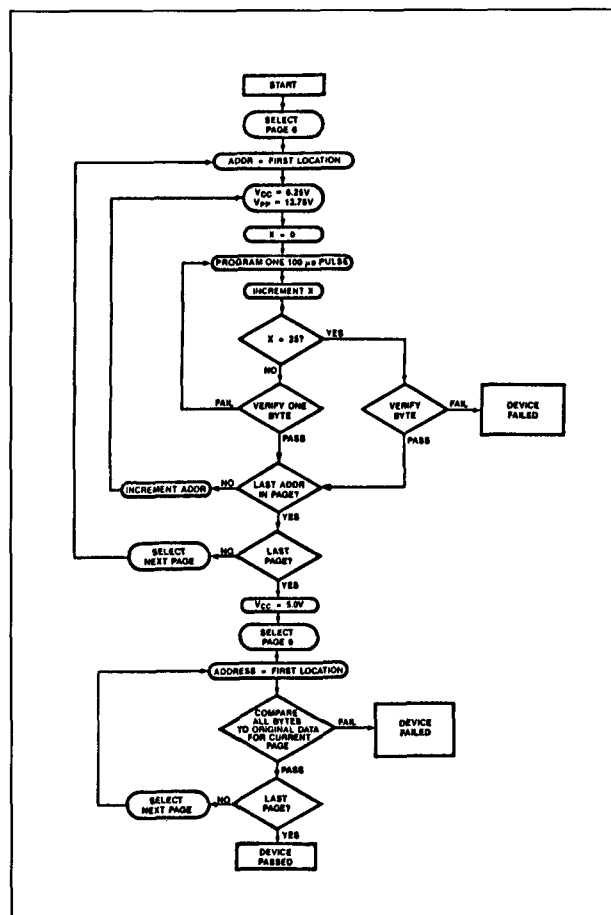 START
SELECT
PAGE 0
ADDR = FIRST LOCATION
VCC = 6.25V
VPP = 12.75V
X = 0
PROGRAM ONE 100 μs PULSE
INCREMENT X
X = 25?
YES
NO
FAIL
VERIFY ONE
BYTE
VERIFY
BYTE
FAIL
DEVICE
FAILED
PASS
PASS
INCREMENT ADDR
NO
LAST ADDR
IN PAGE?
YES
SELECT
NEXT PAGE
NO
LAST
PAGE?
YES
VCC = 5.0V
SELECT
PAGE 0
ADDRESS = FIRST LOCATION
COMPARE
ALL BYTES
TO ORIGINAL DATA
FOR CURRENT
PAGE
FAIL
DEVICE
FAILED
PASS
SELECT
NEXT PAGE
NO
LAST
PAGE?
YES
DEVICE
PASSED